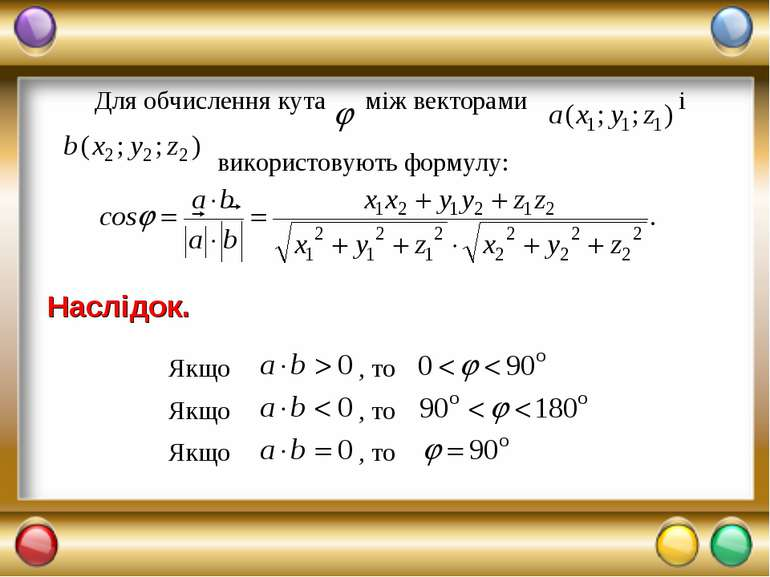 Для обчислення кута φ між векторами a(x₁; y₁; z₁) і
b(x₂; y₂; z₂) використовують формулу:
cosφ = (a · b) / (|a| · |b|) = (x₁x₂ + y₁y₂ + z₁z₂) / (√(x₁² + y₁² + z₁²) · √(x₂² + y₂² + z₂²)).
Наслідок.
Якщо a · b > 0 , то 0 < φ < 90°
Якщо a · b < 0 , то 90° < φ < 180°
Якщо a · b = 0 , то φ = 90°